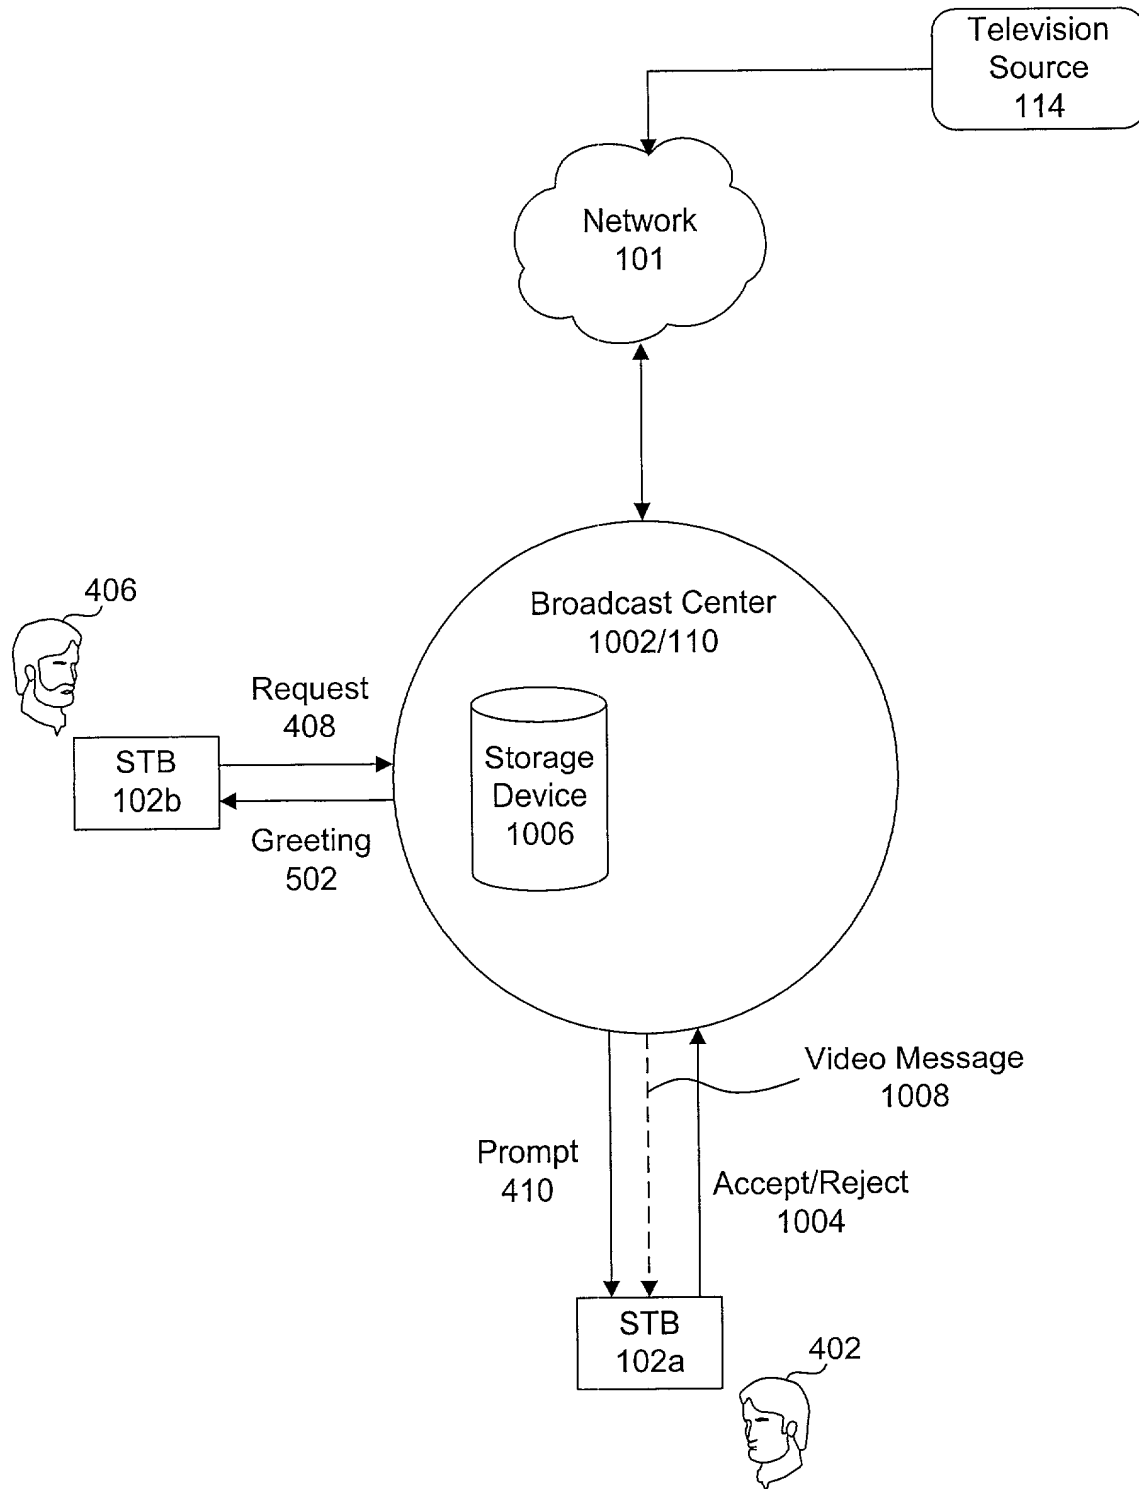 Television
Source
114
Network
101
Broadcast Center
1002/110
406
Request
408
STB
102b
Greeting
502
Storage
Device
1006
Video Message
1008
Prompt
410
Accept/Reject
1004
STB
102a
402